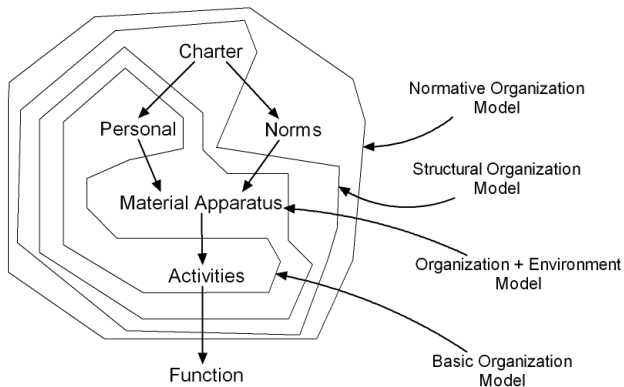 Charter
Normative Organization
Model
Personal
Norms
Structural Organization
Model
Material Apparatus
Organization + Environment
Model
Activities
Basic Organization
Model
Function